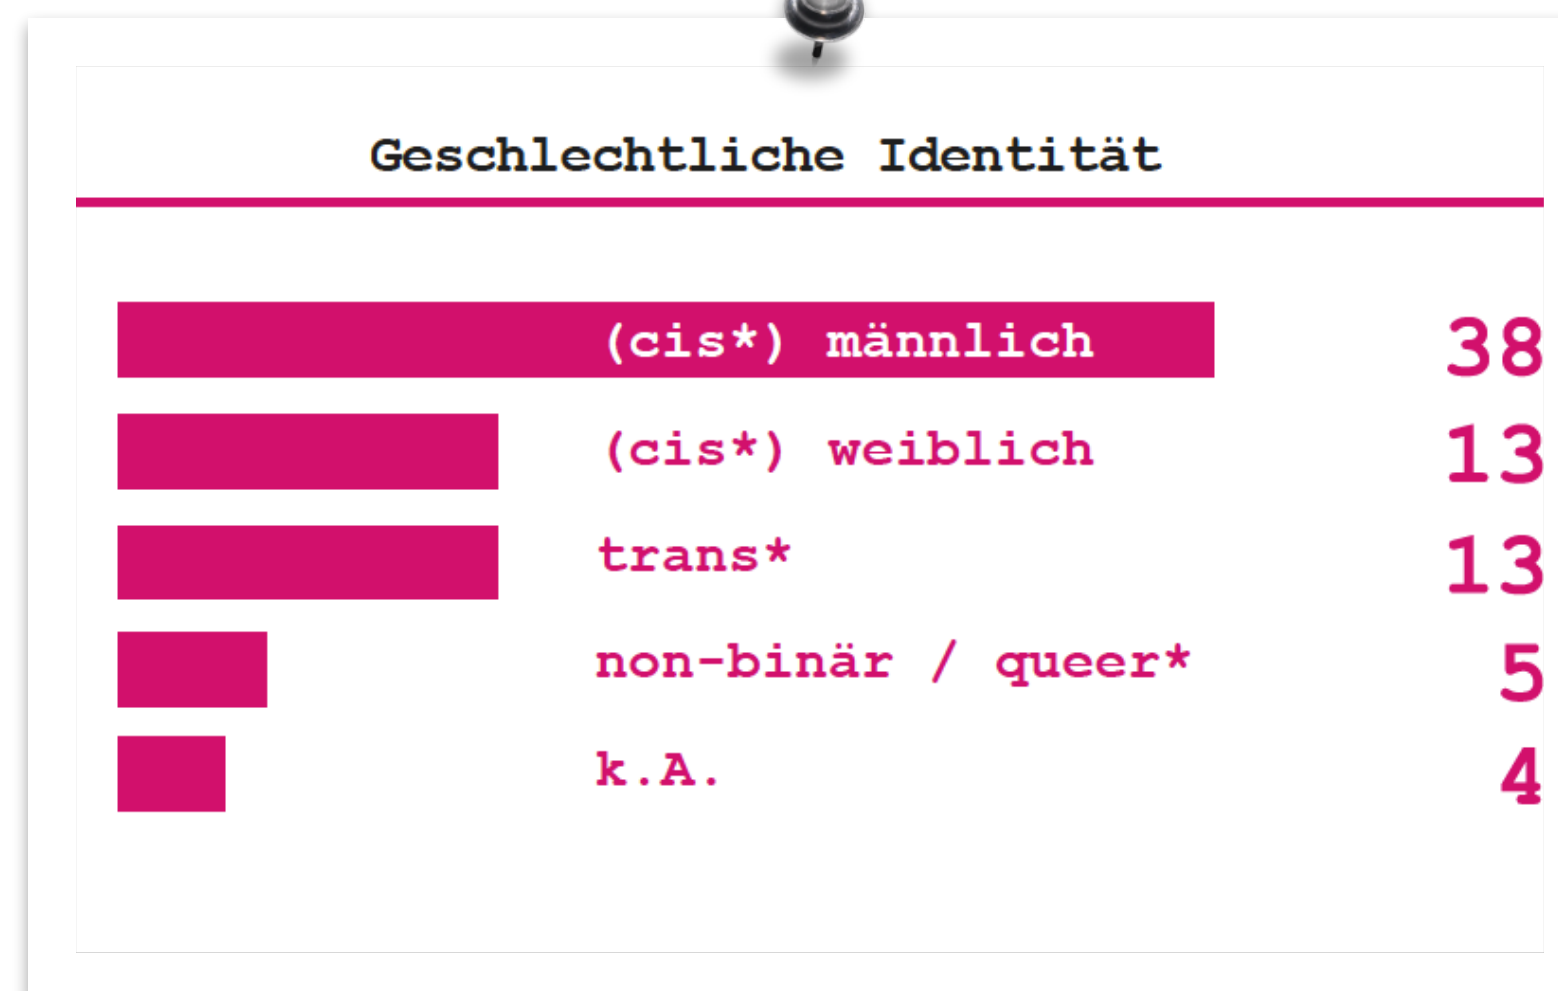 Geschlechtliche Identität
(cis*) männlich 38
(cis*) weiblich 13
trans* 13
non-binär / queer* 5
k.A. 4